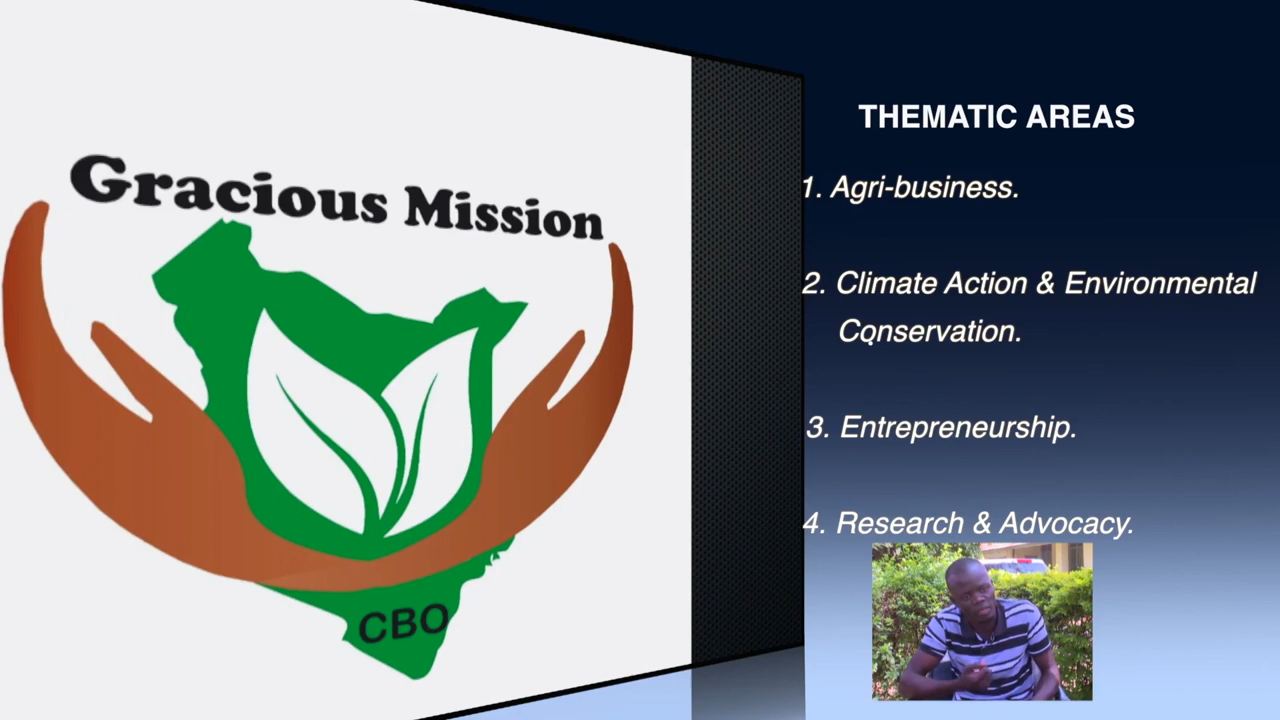 Gracious Mission
CBO
THEMATIC AREAS
1. Agri-business.
2. Climate Action & Environmental
Conservation.
3. Entrepreneurship.
4. Research & Advocacy.